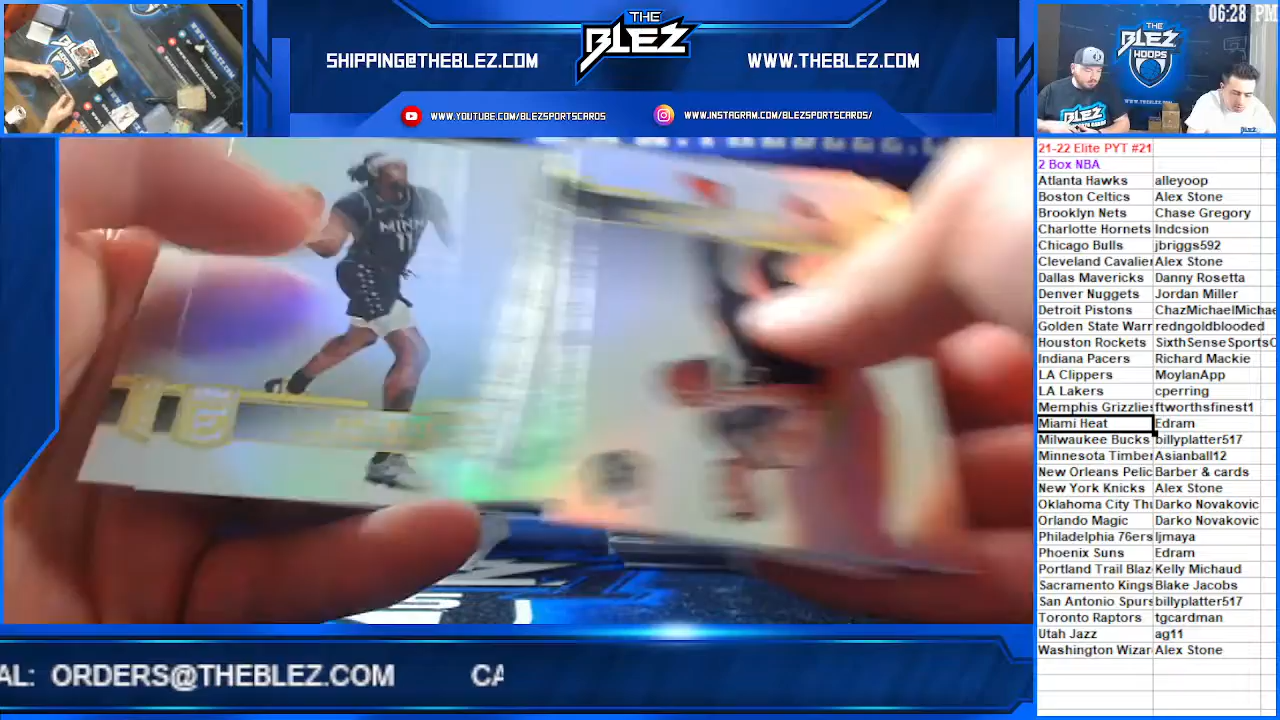 THE
BLEZ
SHIPPING@THEBLEZ.COM
WWW.THEBLEZ.COM
WWW.YOUTUBE.COM/BLEZSPORTSCARDS
WWW.INSTAGRAM.COM/BLEZSPORTSCARDS/
06:28 PM
THE
BLEZ
HOOPS
21-22 Elite PYT #21
2 Box NBA
Atlanta Hawks alleyoop
Boston Celtics Alex Stone
Brooklyn Nets Chase Gregory
Charlotte Hornets Indcsion
Chicago Bulls jbriggs592
Cleveland Cavalier Alex Stone
Dallas Mavericks Danny Rosetta
Denver Nuggets Jordan Miller
Detroit Pistons ChazMichaelMichae
Golden State Warr redngoldblooded
Houston Rockets SixthSenseSportsC
Indiana Pacers Richard Mackie
LA Clippers MoylanApp
LA Lakers cperring
Memphis Grizzlies ftworthsfinest1
Miami Heat Edram
Milwaukee Bucks billyplatter517
Minnesota Timber Asianball12
New Orleans Pelic Barber & cards
New York Knicks Alex Stone
Oklahoma City Thu Darko Novakovic
Orlando Magic Darko Novakovic
Philadelphia 76ers ljmaya
Phoenix Suns Edram
Portland Trail Blaz Kelly Michaud
Sacramento Kings Blake Jacobs
San Antonio Spurs billyplatter517
Toronto Raptors tgcardman
Utah Jazz ag11
Washington Wizar Alex Stone
MINN
11
AL: ORDERS@THEBLEZ.COM CA